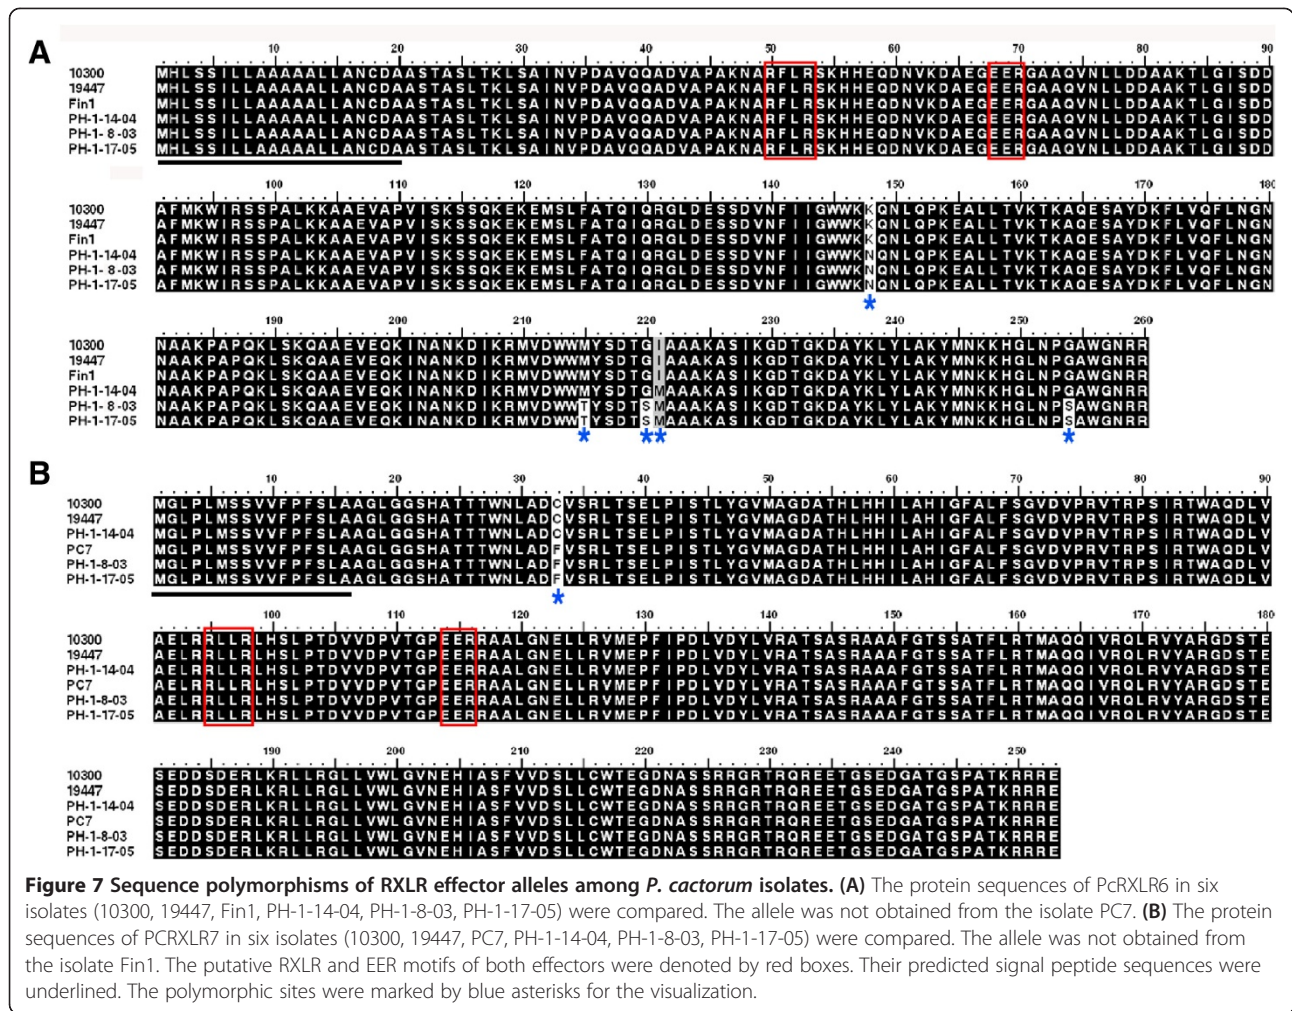 A
10 20 30 40 50 60 70 80 90
10300 MHLSSILLAAAAALLANCDAASTASLTKLSAINVPDAVQQADVAPAKNARFLRSKHHEQDNVKDAEGEERGAAQVNLLDDAAKTLGISDD
19447 MHLSSILLAAAAALLANCDAASTASLTKLSAINVPDAVQQADVAPAKNARFLRSKHHEQDNVKDAEGEERGAAQVNLLDDAAKTLGISDD
Fin1 MHLSSILLAAAAALLANCDAASTASLTKLSAINVPDAVQQADVAPAKNARFLRSKHHEQDNVKDAEGEERGAAQVNLLDDAAKTLGISDD
PH-1-14-04 MHLSSILLAAAAALLANCDAASTASLTKLSAINVPDAVQQADVAPAKNARFLRSKHHEQDNVKDAEGEERGAAQVNLLDDAAKTLGISDD
PH-1- 8 -03 MHLSSILLAAAAALLANCDAASTASLTKLSAINVPDAVQQADVAPAKNARFLRSKHHEQDNVKDAEGEERGAAQVNLLDDAAKTLGISDD
PH-1-17-05 MHLSSILLAAAAALLANCDAASTASLTKLSAINVPDAVQQADVAPAKNARFLRSKHHEQDNVKDAEGEERGAAQVNLLDDAAKTLGISDD
100 110 120 130 140 150 160 170 180
10300 AFMKWIRSSPALKKAAEVAPVISKSSQKEKEMSLFATQIQRGLDESSDVNFIIGWWKKQNLQPKEALLTVKTKAQESAYDKFLVQFLNGN
19447 AFMKWIRSSPALKKAAEVAPVISKSSQKEKEMSLFATQIQRGLDESSDVNFIIGWWKKQNLQPKEALLTVKTKAQESAYDKFLVQFLNGN
Fin1 AFMKWIRSSPALKKAAEVAPVISKSSQKEKEMSLFATQIQRGLDESSDVNFIIGWWKKQNLQPKEALLTVKTKAQESAYDKFLVQFLNGN
PH-1-14-04 AFMKWIRSSPALKKAAEVAPVISKSSQKEKEMSLFATQIQRGLDESSDVNFIIGWWKNQNLQPKEALLTVKTKAQESAYDKFLVQFLNGN
PH-1- 8-03 AFMKWIRSSPALKKAAEVAPVISKSSQKEKEMSLFATQIQRGLDESSDVNFIIGWWKNQNLQPKEALLTVKTKAQESAYDKFLVQFLNGN
PH-1-17-05 AFMKWIRSSPALKKAAEVAPVISKSSQKEKEMSLFATQIQRGLDESSDVNFIIGWWKNQNLQPKEALLTVKTKAQESAYDKFLVQFLNGN
*
190 200 210 220 230 240 250 260
10300 NAAKPAPQKLSKQAAEVEQKINANKDIKRMVDWWMYSDTGIAAAKASIKGDTGKDAYKLYLAKYMNKKHGLNPGAWGNRR
19447 NAAKPAPQKLSKQAAEVEQKINANKDIKRMVDWWMYSDTGIAAAKASIKGDTGKDAYKLYLAKYMNKKHGLNPGAWGNRR
Fin1 NAAKPAPQKLSKQAAEVEQKINANKDIKRMVDWWMYSDTGIAAAKASIKGDTGKDAYKLYLAKYMNKKHGLNPGAWGNRR
PH-1-14-04 NAAKPAPQKLSKQAAEVEQKINANKDIKRMVDWWMYSDTGMAAAKASIKGDTGKDAYKLYLAKYMNKKHGLNPGAWGNRR
PH-1- 8-03 NAAKPAPQKLSKQAAEVEQKINANKDIKRMVDWWTYSDTSMAAAKASIKGDTGKDAYKLYLAKYMNKKHGLNPSAWGNRR
PH-1-17-05 NAAKPAPQKLSKQAAEVEQKINANKDIKRMVDWWTYSDTSMAAAKASIKGDTGKDAYKLYLAKYMNKKHGLNPSAWGNRR
* * * *
B
10 20 30 40 50 60 70 80 90
10300 MGLPLMSSVVFPFSLAAGLGGSHATTTWNLADCVSRLTSELPISTLYGVMAGDATHLHHILAHIGFALFSGVDVPRVTRPSIRTWAQDLV
19447 MGLPLMSSVVFPFSLAAGLGGSHATTTWNLADCVSRLTSELPISTLYGVMAGDATHLHHILAHIGFALFSGVDVPRVTRPSIRTWAQDLV
PH-1-14-04 MGLPLMSSVVFPFSLAAGLGGSHATTTWNLADCVSRLTSELPISTLYGVMAGDATHLHHILAHIGFALFSGVDVPRVTRPSIRTWAQDLV
PC7 MGLPLMSSVVFPFSLAAGLGGSHATTTWNLADFVSRLTSELPISTLYGVMAGDATHLHHILAHIGFALFSGVDVPRVTRPSIRTWAQDLV
PH-1-8-03 MGLPLMSSVVFPFSLAAGLGGSHATTTWNLADFVSRLTSELPISTLYGVMAGDATHLHHILAHIGFALFSGVDVPRVTRPSIRTWAQDLV
PH-1-17-05 MGLPLMSSVVFPFSLAAGLGGSHATTTWNLADFVSRLTSELPISTLYGVMAGDATHLHHILAHIGFALFSGVDVPRVTRPSIRTWAQDLV
*
100 110 120 130 140 150 160 170 180
10300 AELRRLLRLHSLPTDVVDPVTGPEERRAALGNELLRVMEPFIPDLVDYLVRATSASRAAAFGTSSATFLRTMAQQIVRQLRVYARGDSTE
19447 AELRRLLRLHSLPTDVVDPVTGPEERRAALGNELLRVMEPFIPDLVDYLVRATSASRAAAFGTSSATFLRTMAQQIVRQLRVYARGDSTE
PH-1-14-04 AELRRLLRLHSLPTDVVDPVTGPEERRAALGNELLRVMEPFIPDLVDYLVRATSASRAAAFGTSSATFLRTMAQQIVRQLRVYARGDSTE
PC7 AELRRLLRLHSLPTDVVDPVTGPEERRAALGNELLRVMEPFIPDLVDYLVRATSASRAAAFGTSSATFLRTMAQQIVRQLRVYARGDSTE
PH-1-8-03 AELRRLLRLHSLPTDVVDPVTGPEERRAALGNELLRVMEPFIPDLVDYLVRATSASRAAAFGTSSATFLRTMAQQIVRQLRVYARGDSTE
PH-1-17-05 AELRRLLRLHSLPTDVVDPVTGPEERRAALGNELLRVMEPFIPDLVDYLVRATSASRAAAFGTSSATFLRTMAQQIVRQLRVYARGDSTE
190 200 210 220 230 240 250
10300 SEDDSDERLKRLLRGLLVWLGVNEHIASFVVDSLLCWTEGDNASSRRGRTRQREETGSEDGATGSPATKRRRE
19447 SEDDSDERLKRLLRGLLVWLGVNEHIASFVVDSLLCWTEGDNASSRRGRTRQREETGSEDGATGSPATKRRRE
PH-1-14-04 SEDDSDERLKRLLRGLLVWLGVNEHIASFVVDSLLCWTEGDNASSRRGRTRQREETGSEDGATGSPATKRRRE
PC7 SEDDSDERLKRLLRGLLVWLGVNEHIASFVVDSLLCWTEGDNASSRRGRTRQREETGSEDGATGSPATKRRRE
PH-1-8-03 SEDDSDERLKRLLRGLLVWLGVNEHIASFVVDSLLCWTEGDNASSRRGRTRQREETGSEDGATGSPATKRRRE
PH-1-17-05 SEDDSDERLKRLLRGLLVWLGVNEHIASFVVDSLLCWTEGDNASSRRGRTRQREETGSEDGATGSPATKRRRE
Figure 7 Sequence polymorphisms of RXLR effector alleles among P. cactorum isolates. (A) The protein sequences of PcRXLR6 in six
isolates (10300, 19447, Fin1, PH-1-14-04, PH-1-8-03, PH-1-17-05) were compared. The allele was not obtained from the isolate PC7. (B) The protein
sequences of PCRXLR7 in six isolates (10300, 19447, PC7, PH-1-14-04, PH-1-8-03, PH-1-17-05) were compared. The allele was not obtained from
the isolate Fin1. The putative RXLR and EER motifs of both effectors were denoted by red boxes. Their predicted signal peptide sequences were
underlined. The polymorphic sites were marked by blue asterisks for the visualization.